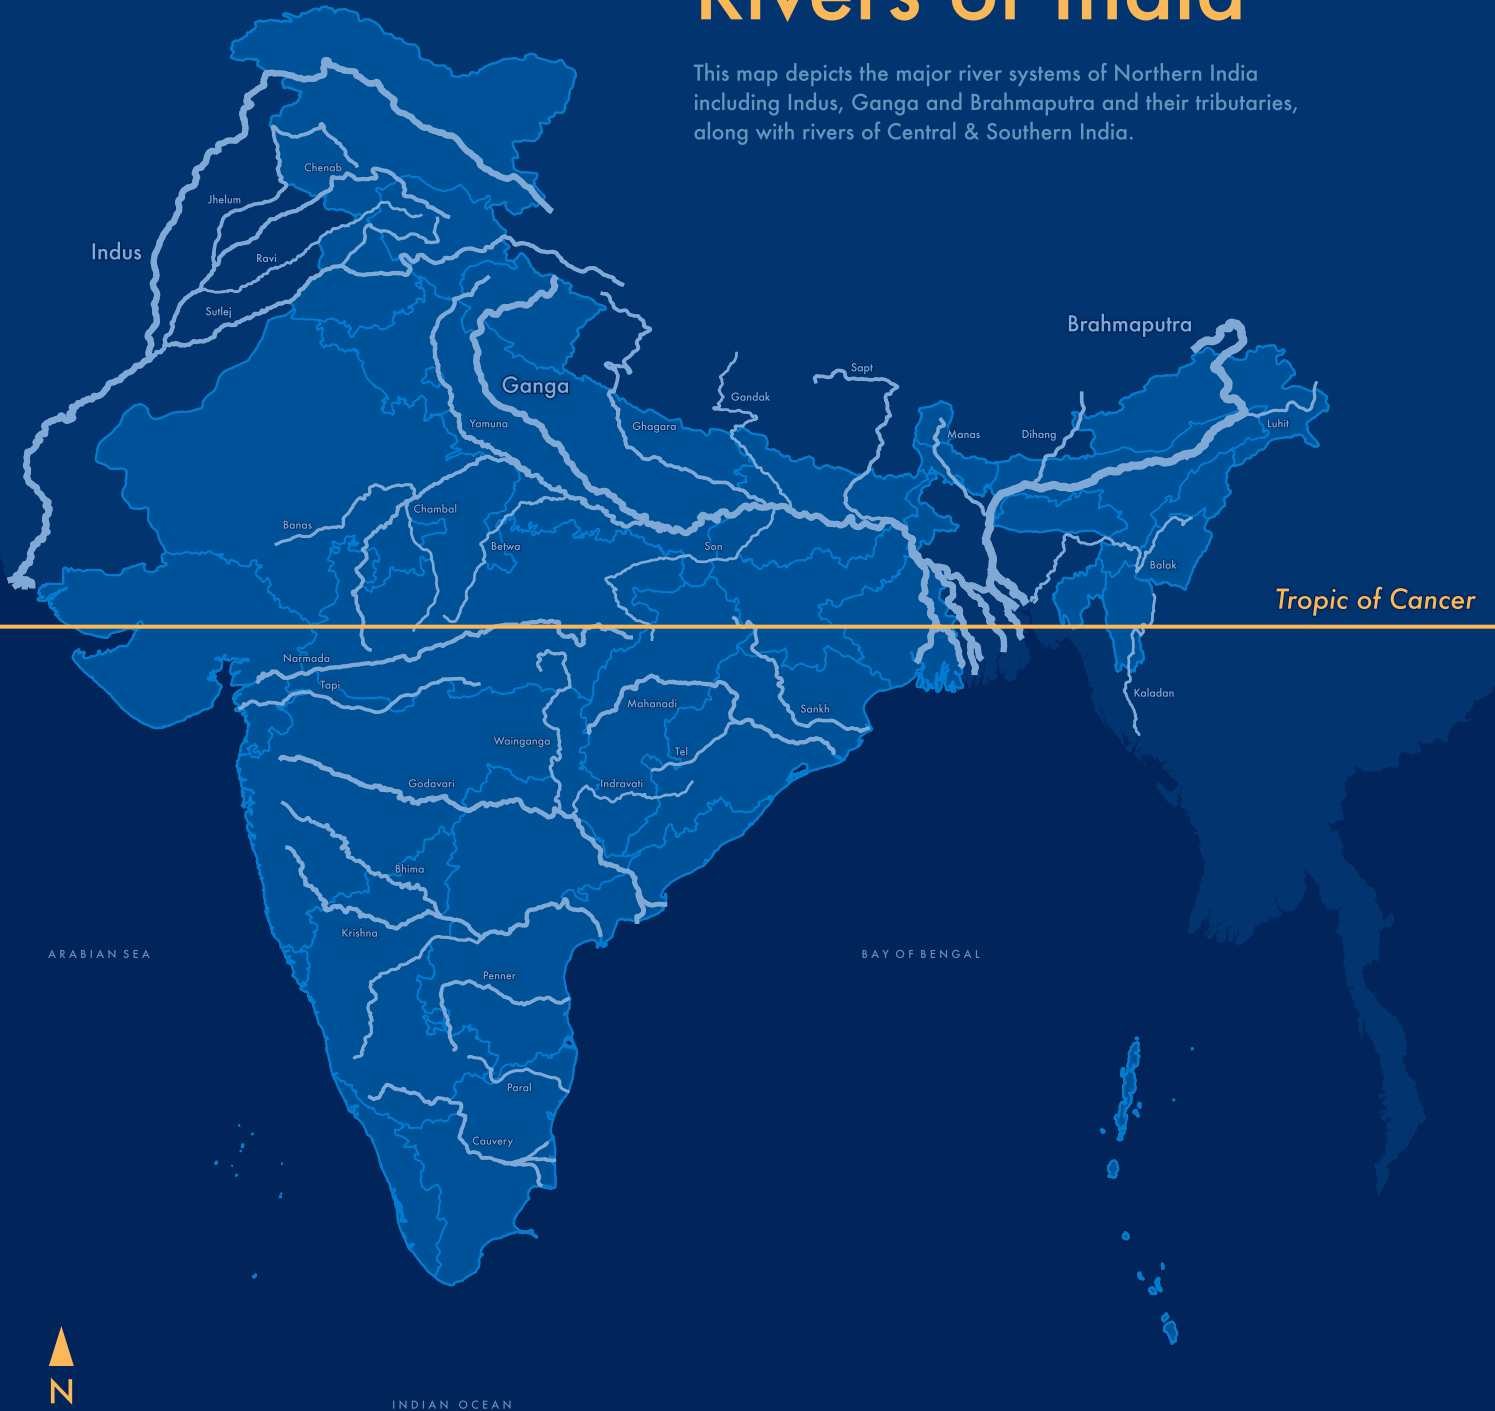 Rivers of India
This map depicts the major river systems of Northern India
including Indus, Ganga and Brahmaputra and their tributaries,
along with rivers of Central & Southern India.
Chenab
Jhelum
Indus
Ravi
Sutlej
Brahmaputra
Ganga
Sapt
Gandak
Yamuna
Ghagara
Manas
Dihang
Luhit
Chambal
Banas
Betwa
Son
Balak
Tropic of Cancer
Narmada
Tapi
Mahanadi
Sankh
Kaladan
Wainganga
Tel
Godavari
Indravati
Bhima
Krishna
ARABIAN SEA
BAY OF BENGAL
Penner
Paral
Cauvery
N
INDIAN OCEAN